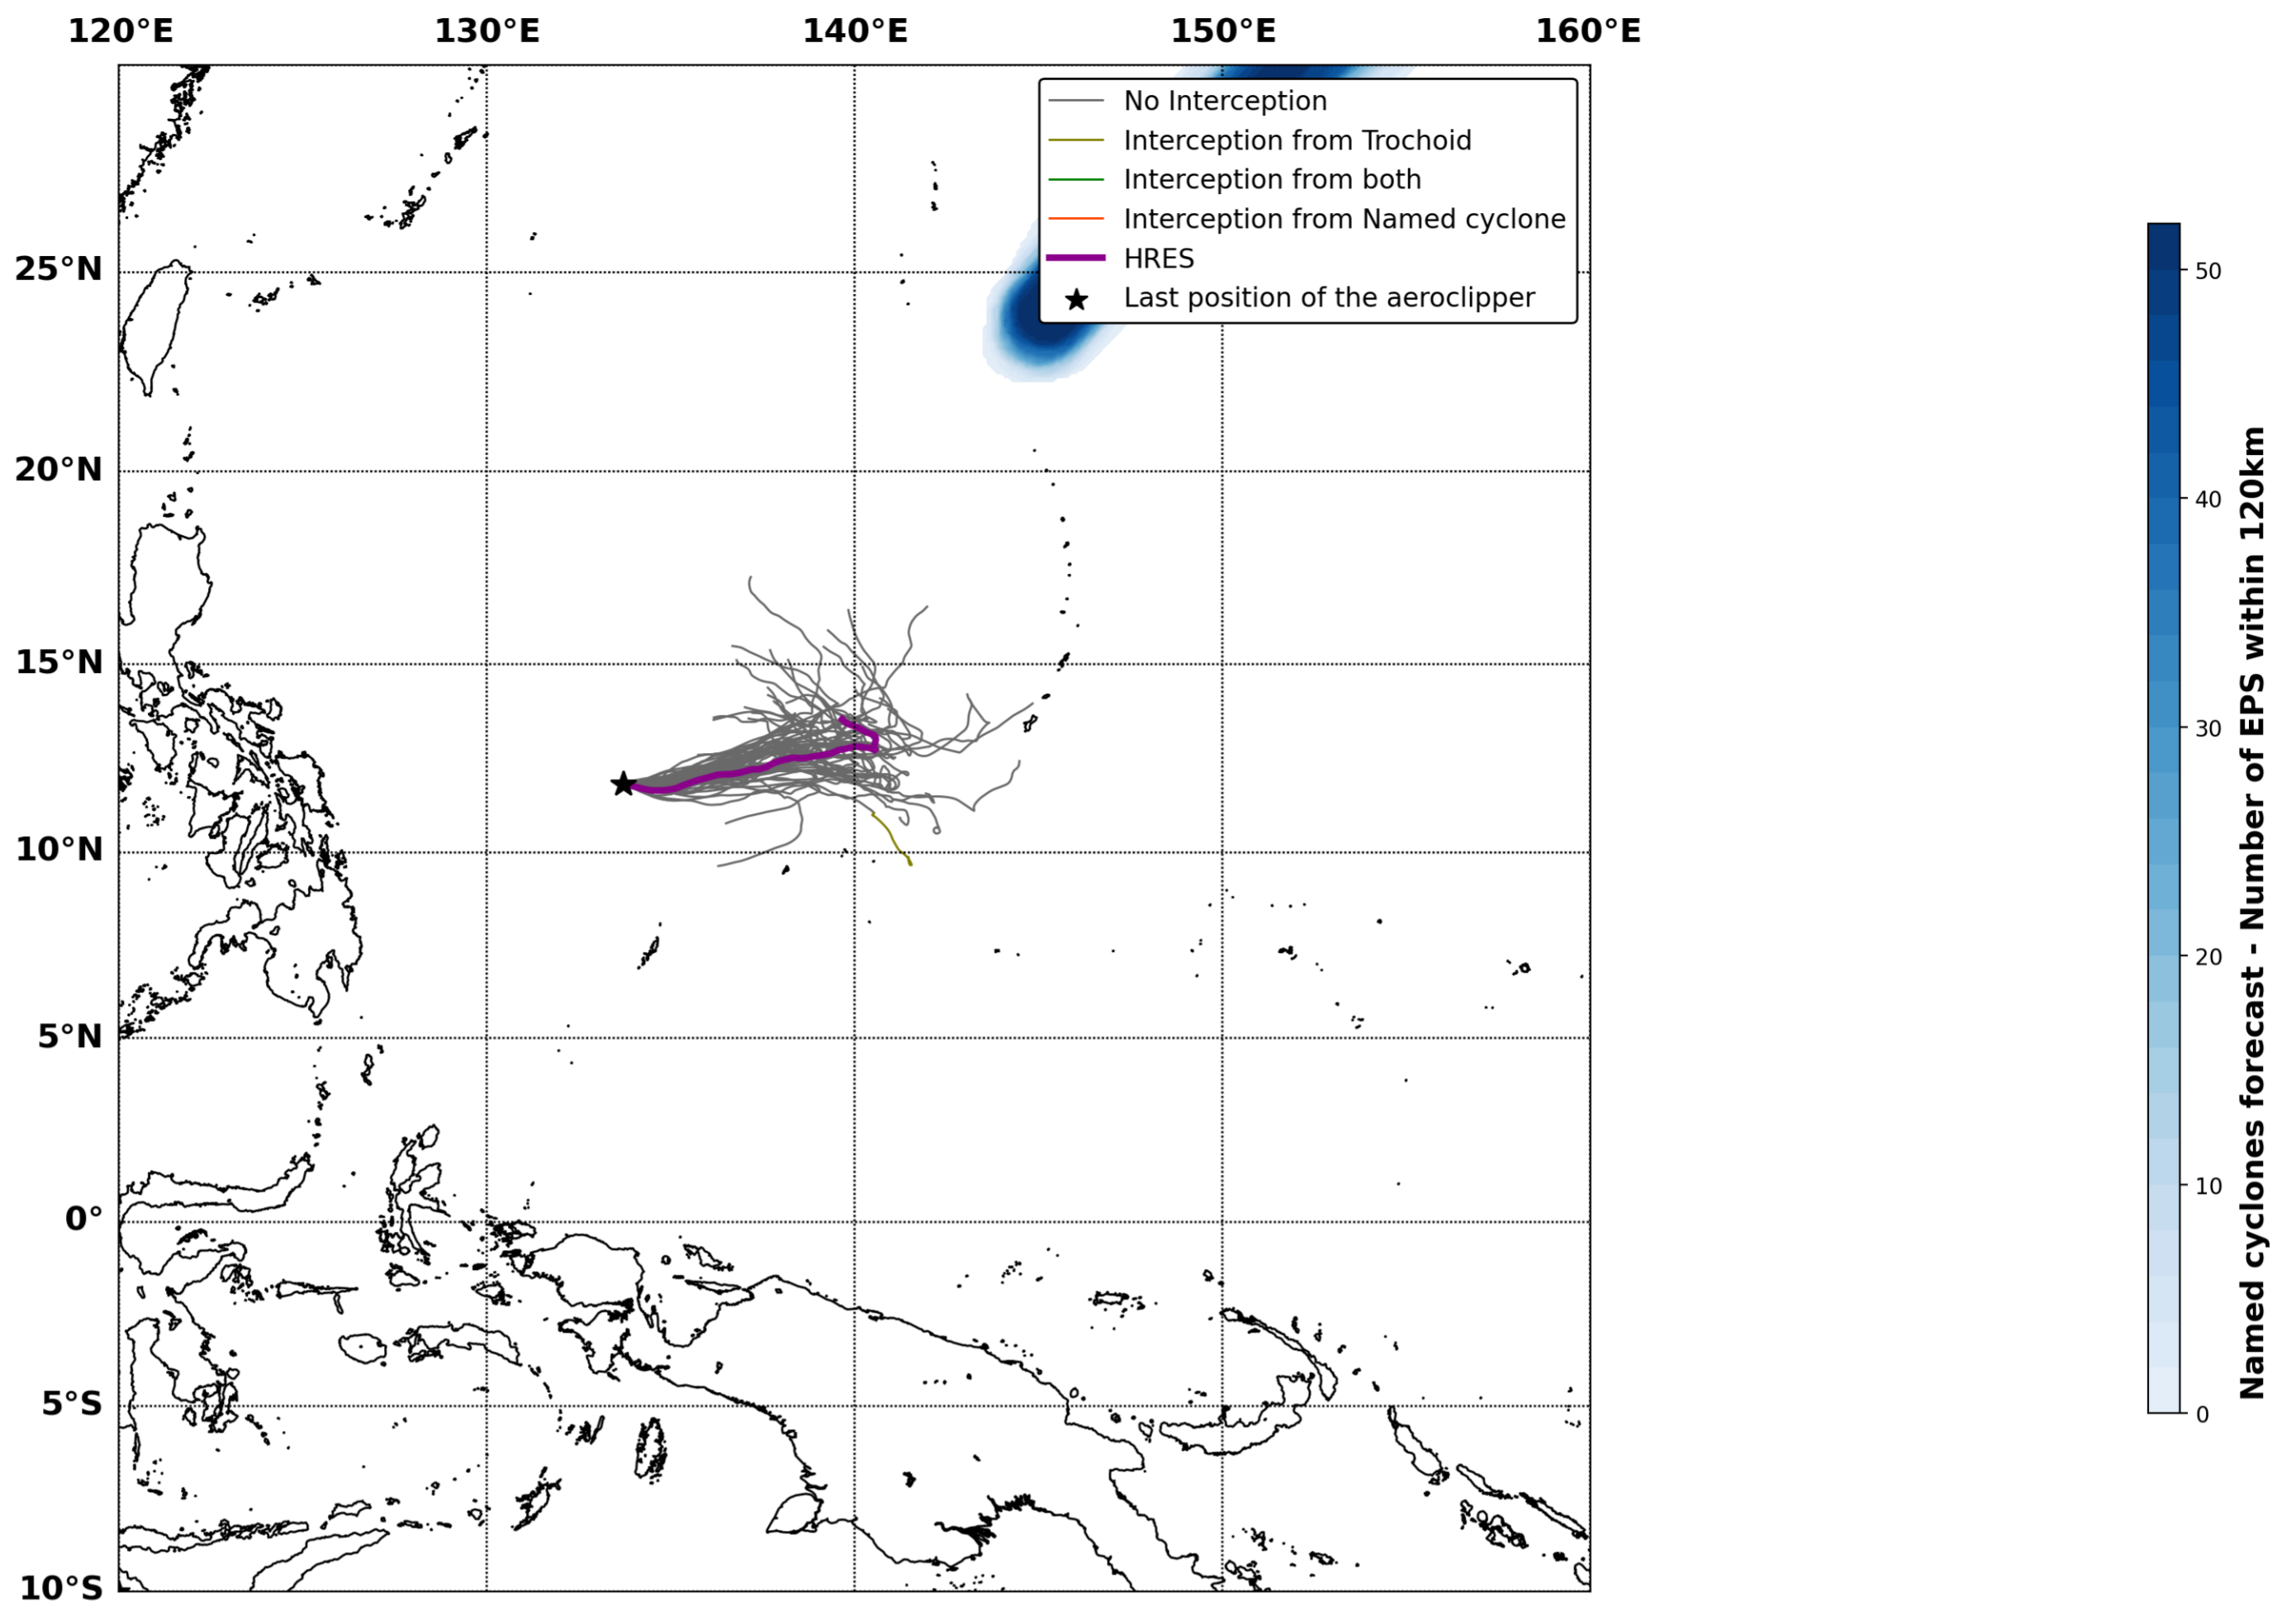 120°E 130°E 140°E 150°E 160°E
No Interception
Interception from Trochoid
Interception from both
Interception from Named cyclone
HRES
Last position of the aeroclipper
25°N
20°N
15°N
10°N
5°N
0°
5°S
10°S
50
40
30
20
10
0
Named cyclones forecast - Number of EPS within 120km